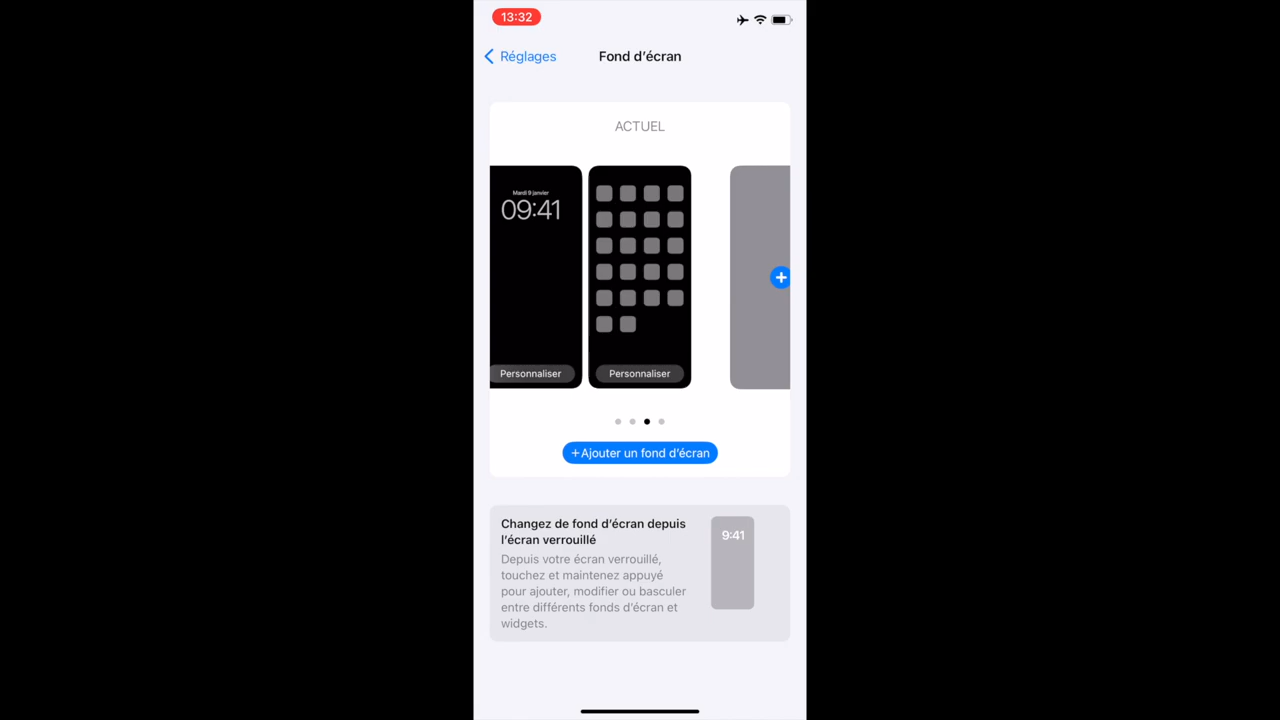 13:32
Réglages
Fond d’écran
ACTUEL
Mardi 9 janvier
09:41
Personnaliser
Personnaliser
+Ajouter un fond d’écran
Changez de fond d’écran depuis
l’écran verrouillé
Depuis votre écran verrouillé,
touchez et maintenez appuyé
pour ajouter, modifier ou basculer
entre différents fonds d’écran et
widgets.
9:41